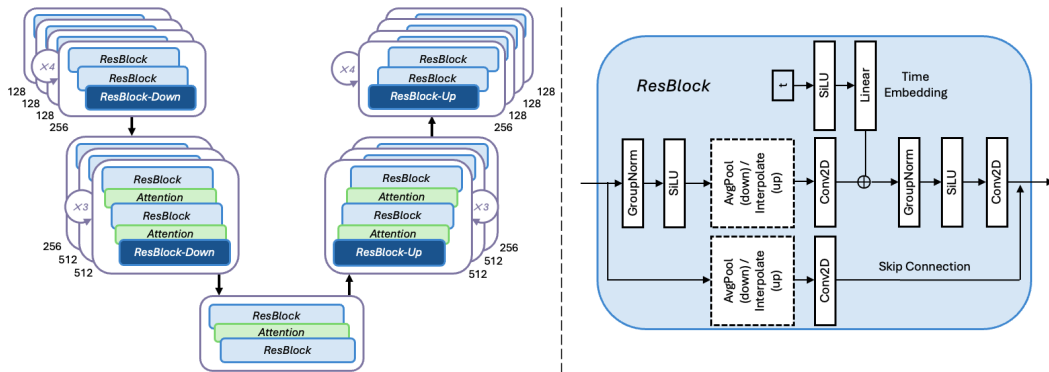 ×4
ResBlock
ResBlock
ResBlock-Down
128
128
128
256
×3
ResBlock
Attention
ResBlock
Attention
ResBlock-Down
256
512
512
ResBlock
Attention
ResBlock
×4
ResBlock
ResBlock
ResBlock-Up
128
128
128
256
×3
ResBlock
Attention
ResBlock
Attention
ResBlock-Up
256
512
512
ResBlock
t
SiLU
Linear
Time
Embedding
GroupNorm
SiLU
AvgPool
(down)/
Interpolate
(up)
Conv2D
GroupNorm
SiLU
Conv2D
AvgPool
(down)/
Interpolate
(up)
Conv2D
Skip Connection